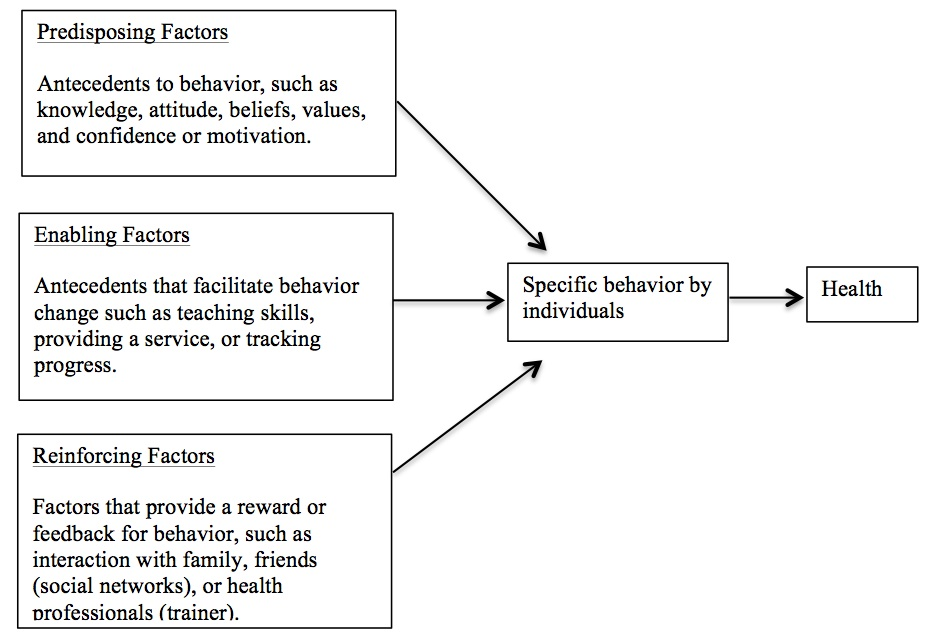 Predisposing Factors
Antecedents to behavior, such as
knowledge, attitude, beliefs, values,
and confidence or motivation.
Enabling Factors
Antecedents that facilitate behavior
change such as teaching skills,
providing a service, or tracking
progress.
Reinforcing Factors
Factors that provide a reward or
feedback for behavior, such as
interaction with family, friends
(social networks), or health
professionals (trainer).
Specific behavior by
individuals
Health